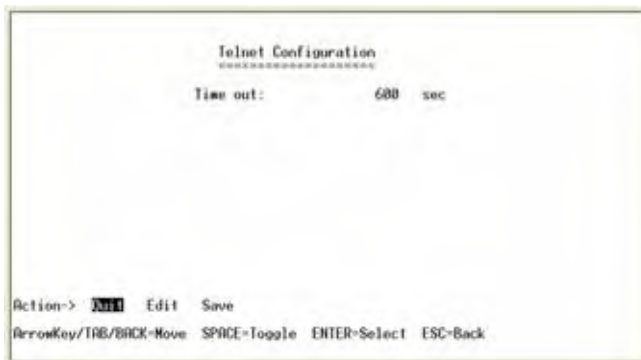 Telnet Configuration
====================
Time out: 600 sec
Action-> Quit Edit Save
ArrowKey/TAB/BACK=Move SPACE=Toggle ENTER=Select ESC=Back